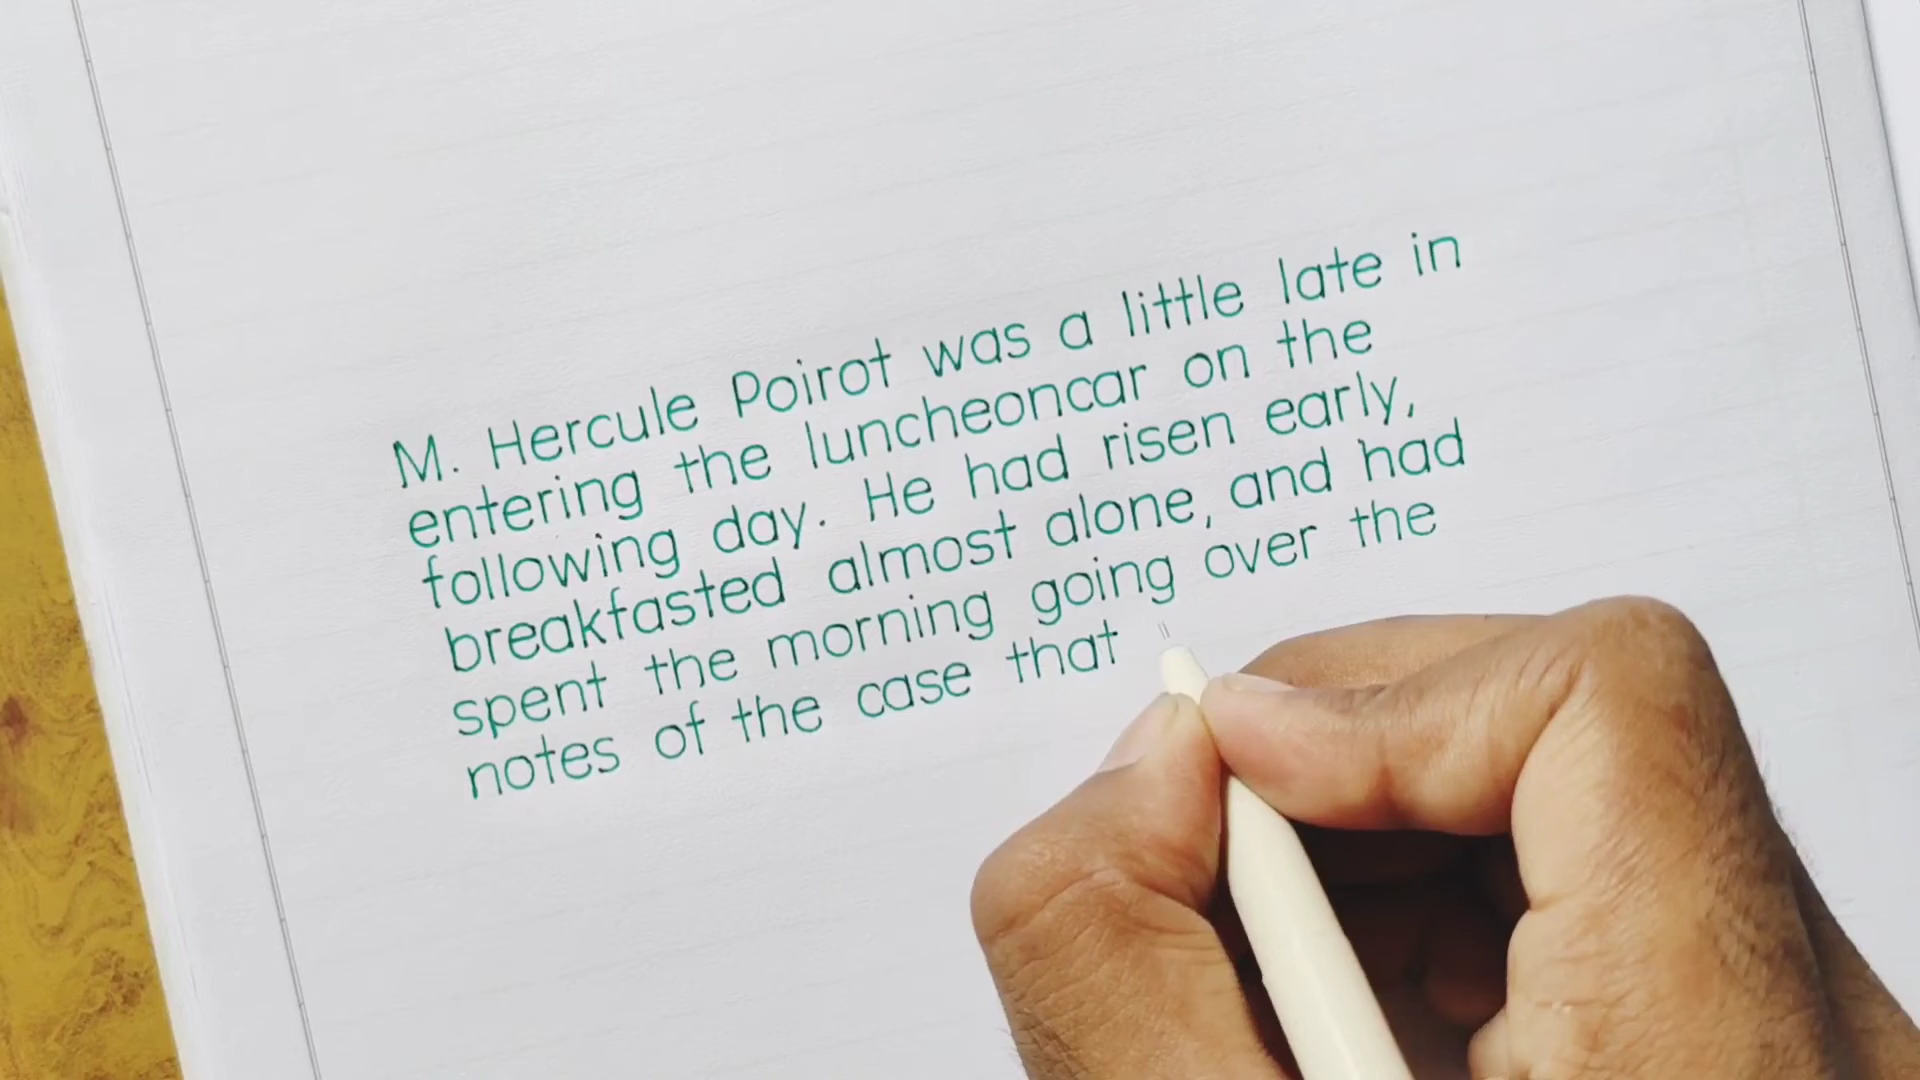 M. Hercule Poirot was a little late in
entering the luncheoncar on the
following day. He had risen early,
breakfasted almost alone, and had
spent the morning going over the
notes of the case that